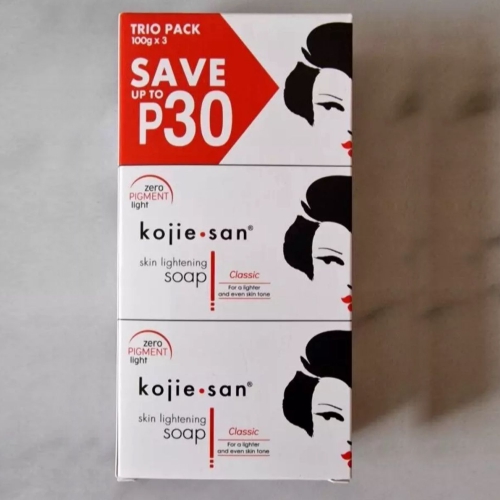 TRIO PACK
100g x 3
SAVE
UP TO
P30
zero
PIGMENT
light
kojie•san®
skin lightening
soap
Classic
For a lighter
and even skin tone
zero
PIGMENT
light
kojie•san®
skin lightening
soap
Classic
For a lighter
and even skin tone